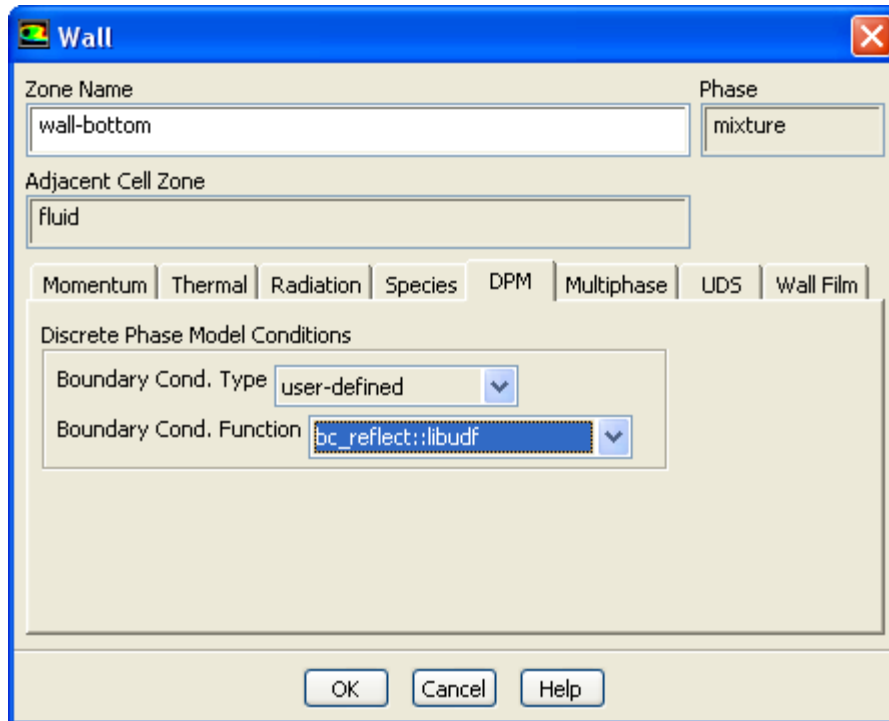 Wall
Zone Name
Phase
wall-bottom
mixture
Adjacent Cell Zone
fluid
Momentum Thermal Radiation Species DPM Multiphase UDS Wall Film
Discrete Phase Model Conditions
Boundary Cond. Type user-defined
Boundary Cond. Function bc_reflect::libudf
OK Cancel Help